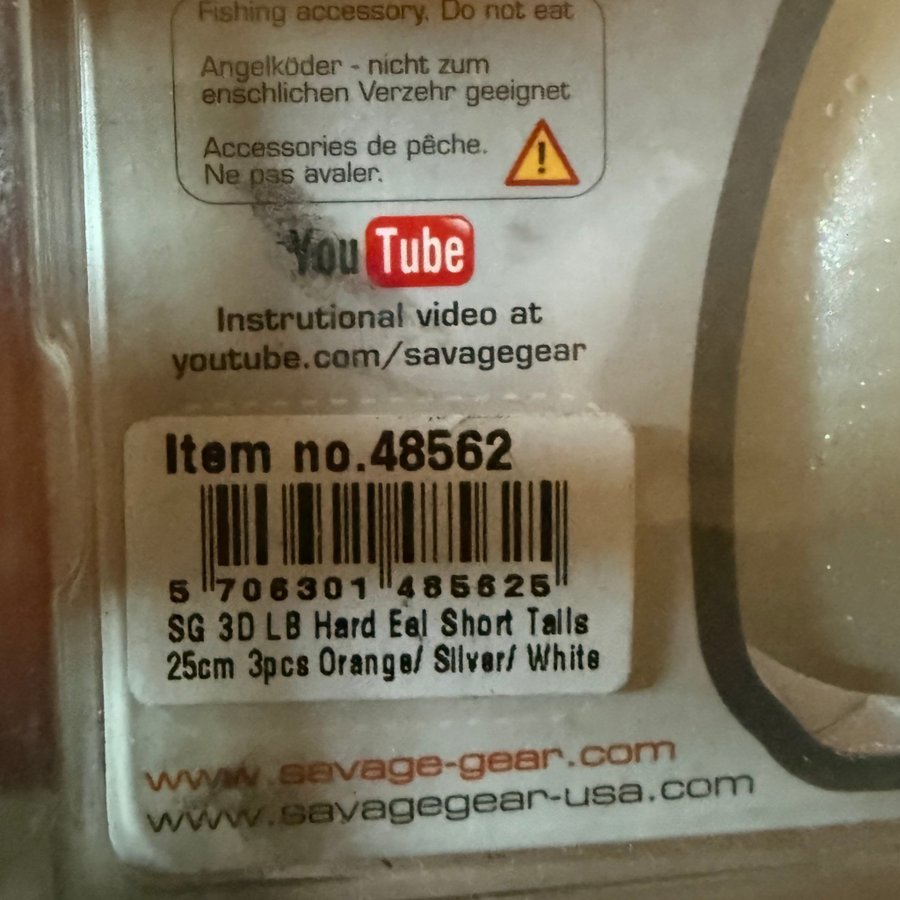 Fishing accessory. Do not eat
Angelköder - nicht zum
enschlichen Verzehr geeignet
Accessories de pêche.
Ne pas avaler.
YouTube
Instrutional video at
youtube.com/savagegear
Item no.48562
5 706301 485625
SG 3D LB Hard Eel Short Tails
25cm 3pcs Orange/ Silver/ White
www.savage-gear.com
www.savagegear-usa.com